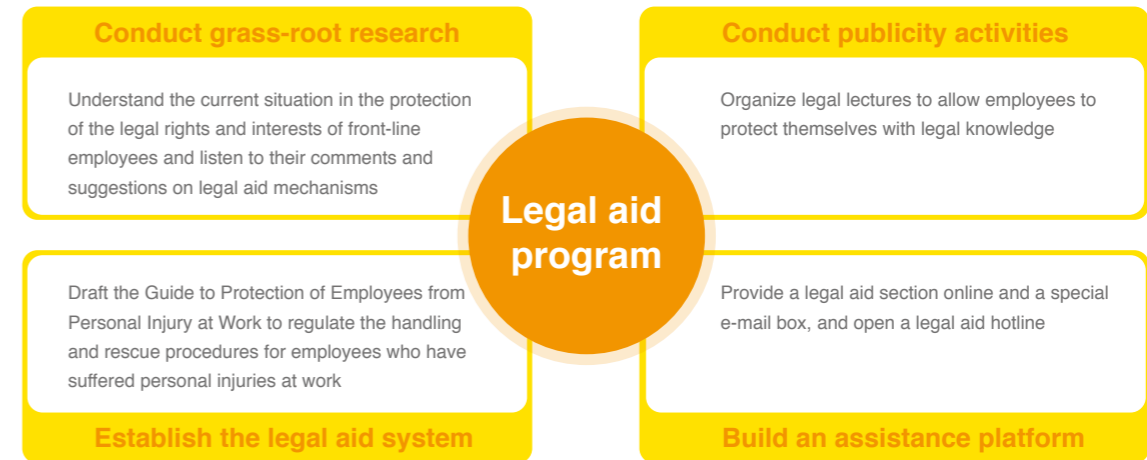 Conduct grass-root research
Understand the current situation in the protection
of the legal rights and interests of front-line
employees and listen to their comments and
suggestions on legal aid mechanisms
Conduct publicity activities
Organize legal lectures to allow employees to
protect themselves with legal knowledge
Legal aid
program
Draft the Guide to Protection of Employees from
Personal Injury at Work to regulate the handling
and rescue procedures for employees who have
suffered personal injuries at work
Establish the legal aid system
Provide a legal aid section online and a special
e-mail box, and open a legal aid hotline
Build an assistance platform